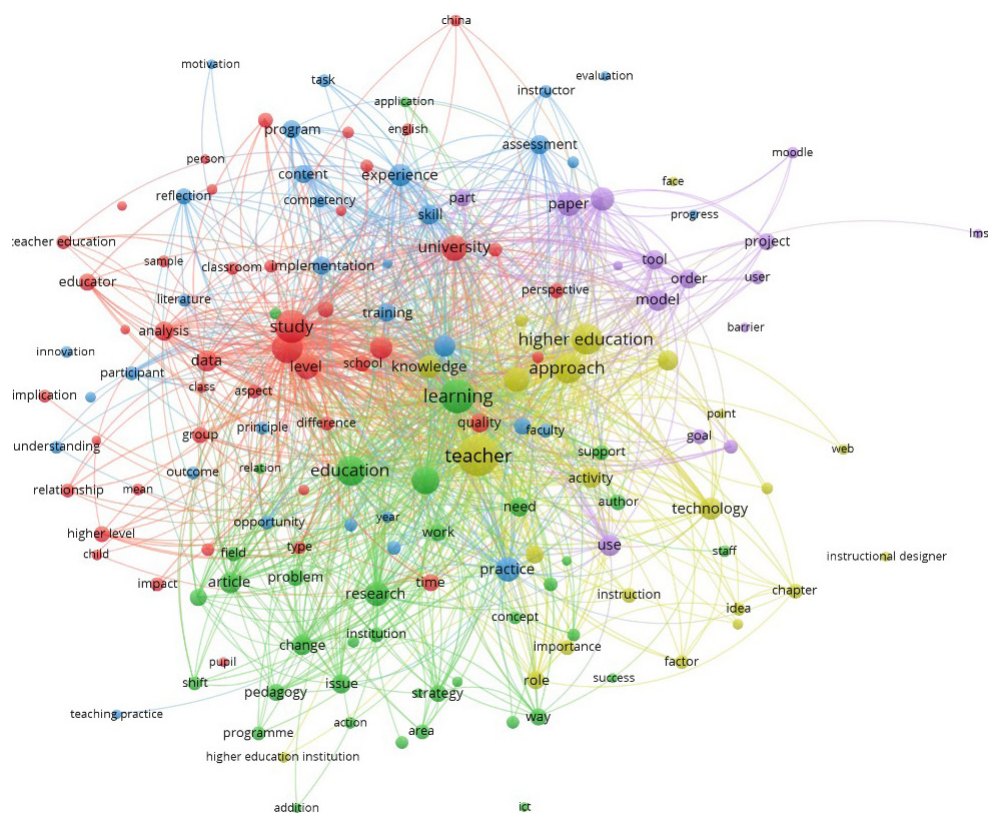 china
motivation
task
evaluation
instructor
application
program
english
assessment
moodle
person
content
experience
face
reflection
competency
part
paper
skill
progress
lms
teacher education
university
project
sample
classroom
implementation
tool
educator
order
user
perspective
literature
model
training
study
barrier
analysis
higher education
innovation
data
level
school
knowledge
approach
participant
class
aspect
implication
learning
point
principle
difference
quality
faculty
group
goal
understanding
web
support
relation
outcome
education
teacher
activity
relationship
mean
author
need
technology
opportunity
year
work
higher level
use
type
field
staff
child
instructional designer
practice
impact
article
problem
time
research
instruction
chapter
idea
concept
institution
change
importance
pupil
factor
shift
pedagogy
issue
strategy
role
success
teaching practice
action
way
programme
area
higher education institution
addition
ict